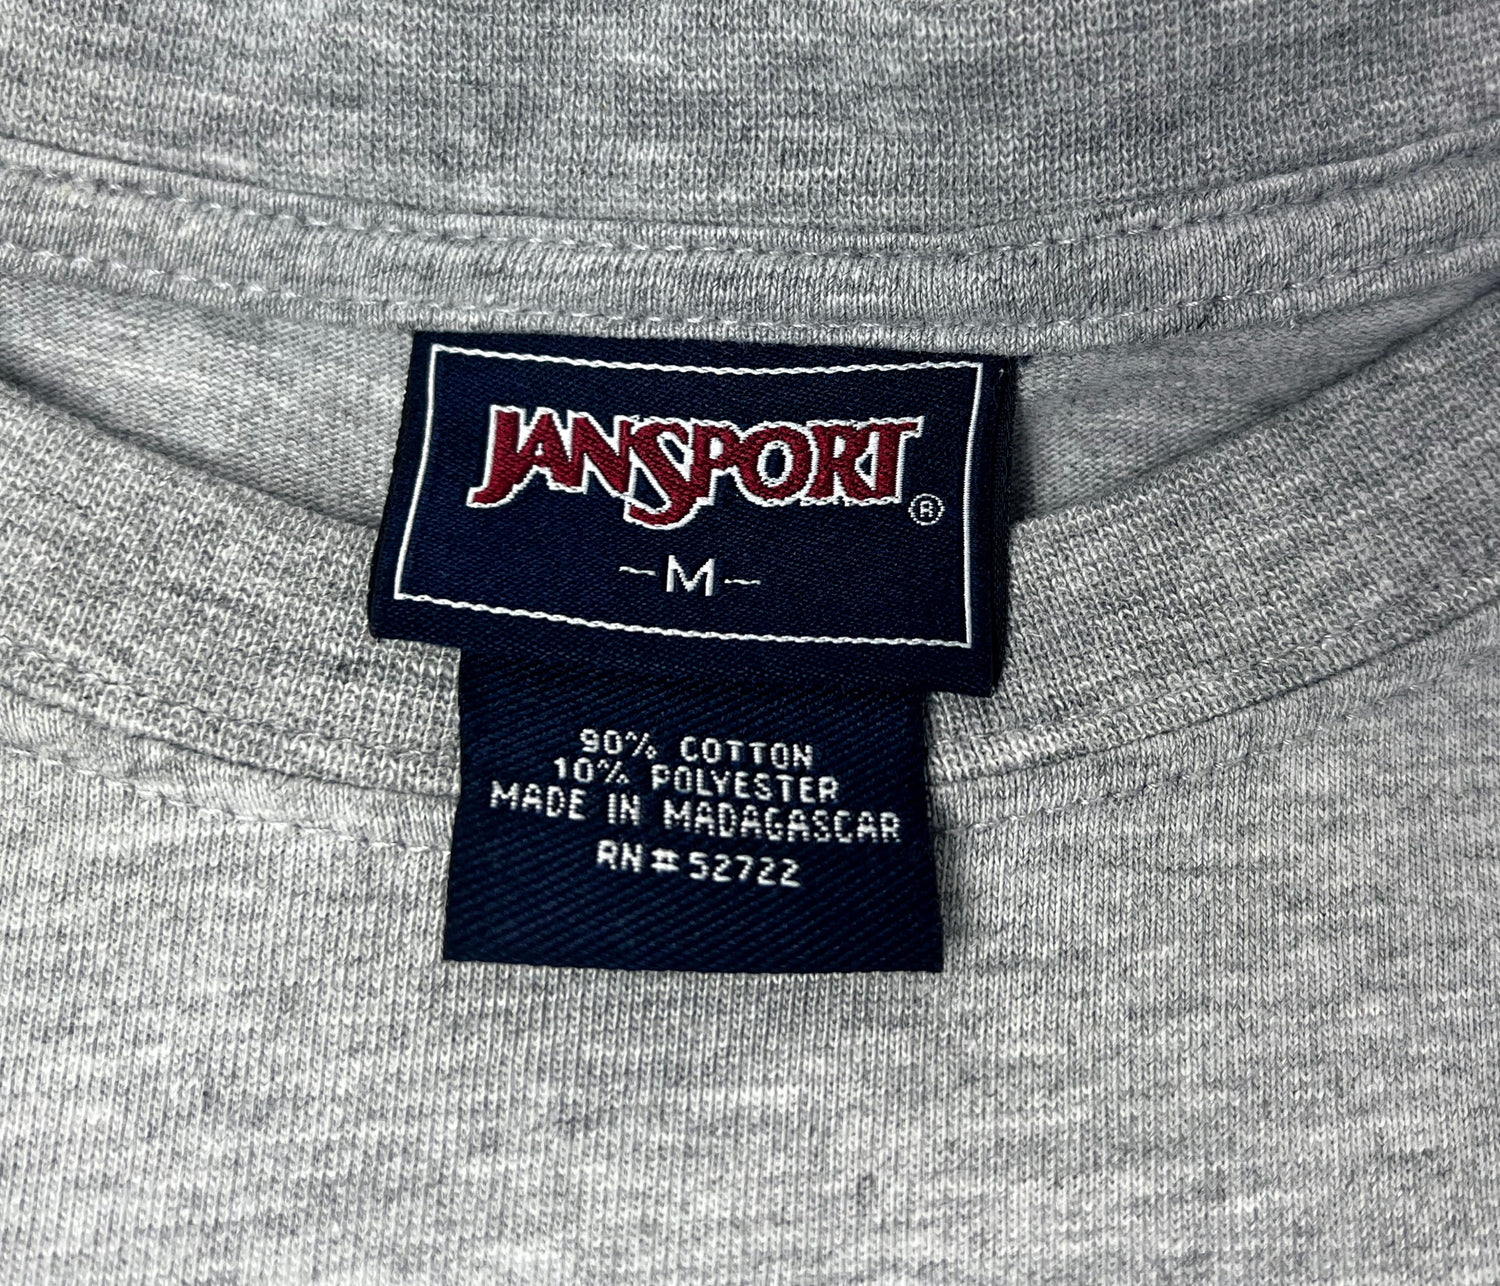 JANSPORT®
~M~
90% COTTON
10% POLYESTER
MADE IN MADAGASCAR
RN # 52722